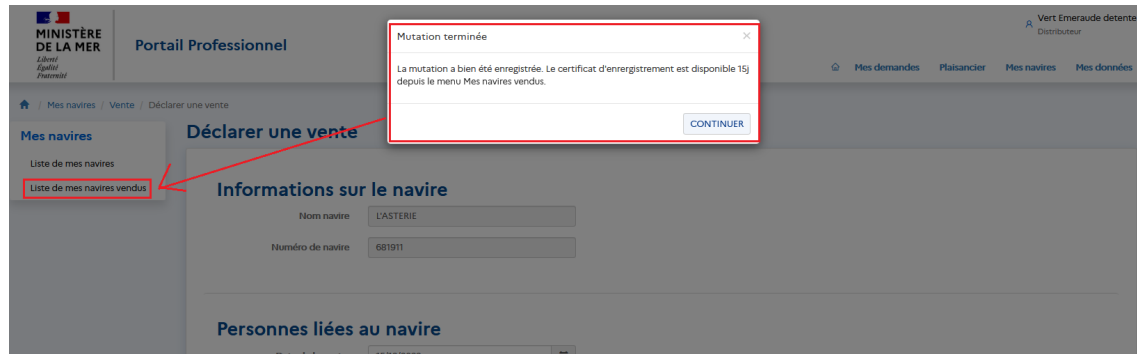 MINISTÈRE
DE LA MER
Liberté
Égalité
Fraternité
Portail Professionnel
Vert Emeraude detente
Distributeur
Mes demandes Plaisancier Mes navires Mes données
/ Mes navires / Vente / Déclarer une vente
Mes navires
Liste de mes navires
Liste de mes navires vendus
Mutation terminée
La mutation a bien été enregistrée. Le certificat d'enrergistrement est disponible 15j
depuis le menu Mes navires vendus.
CONTINUER
Déclarer une vente
Informations sur le navire
Nom navire L'ASTERIE
Numéro de navire 681911
Personnes liées au navire